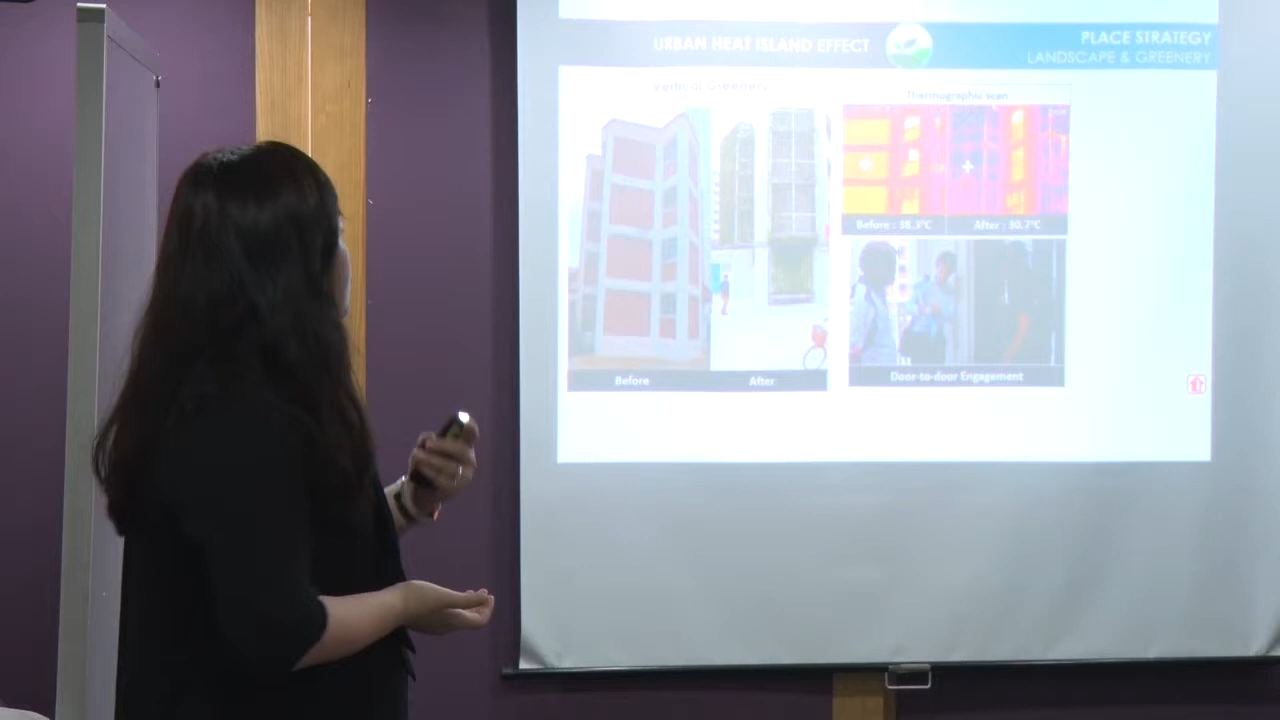 URBAN HEAT ISLAND EFFECT
PLACE STRATEGY
LANDSCAPE & GREENERY
Vertical Greenery
Thermographic scan
Before : 38.3°C
After : 30.7°C
Before
After
Door-to-door Engagement